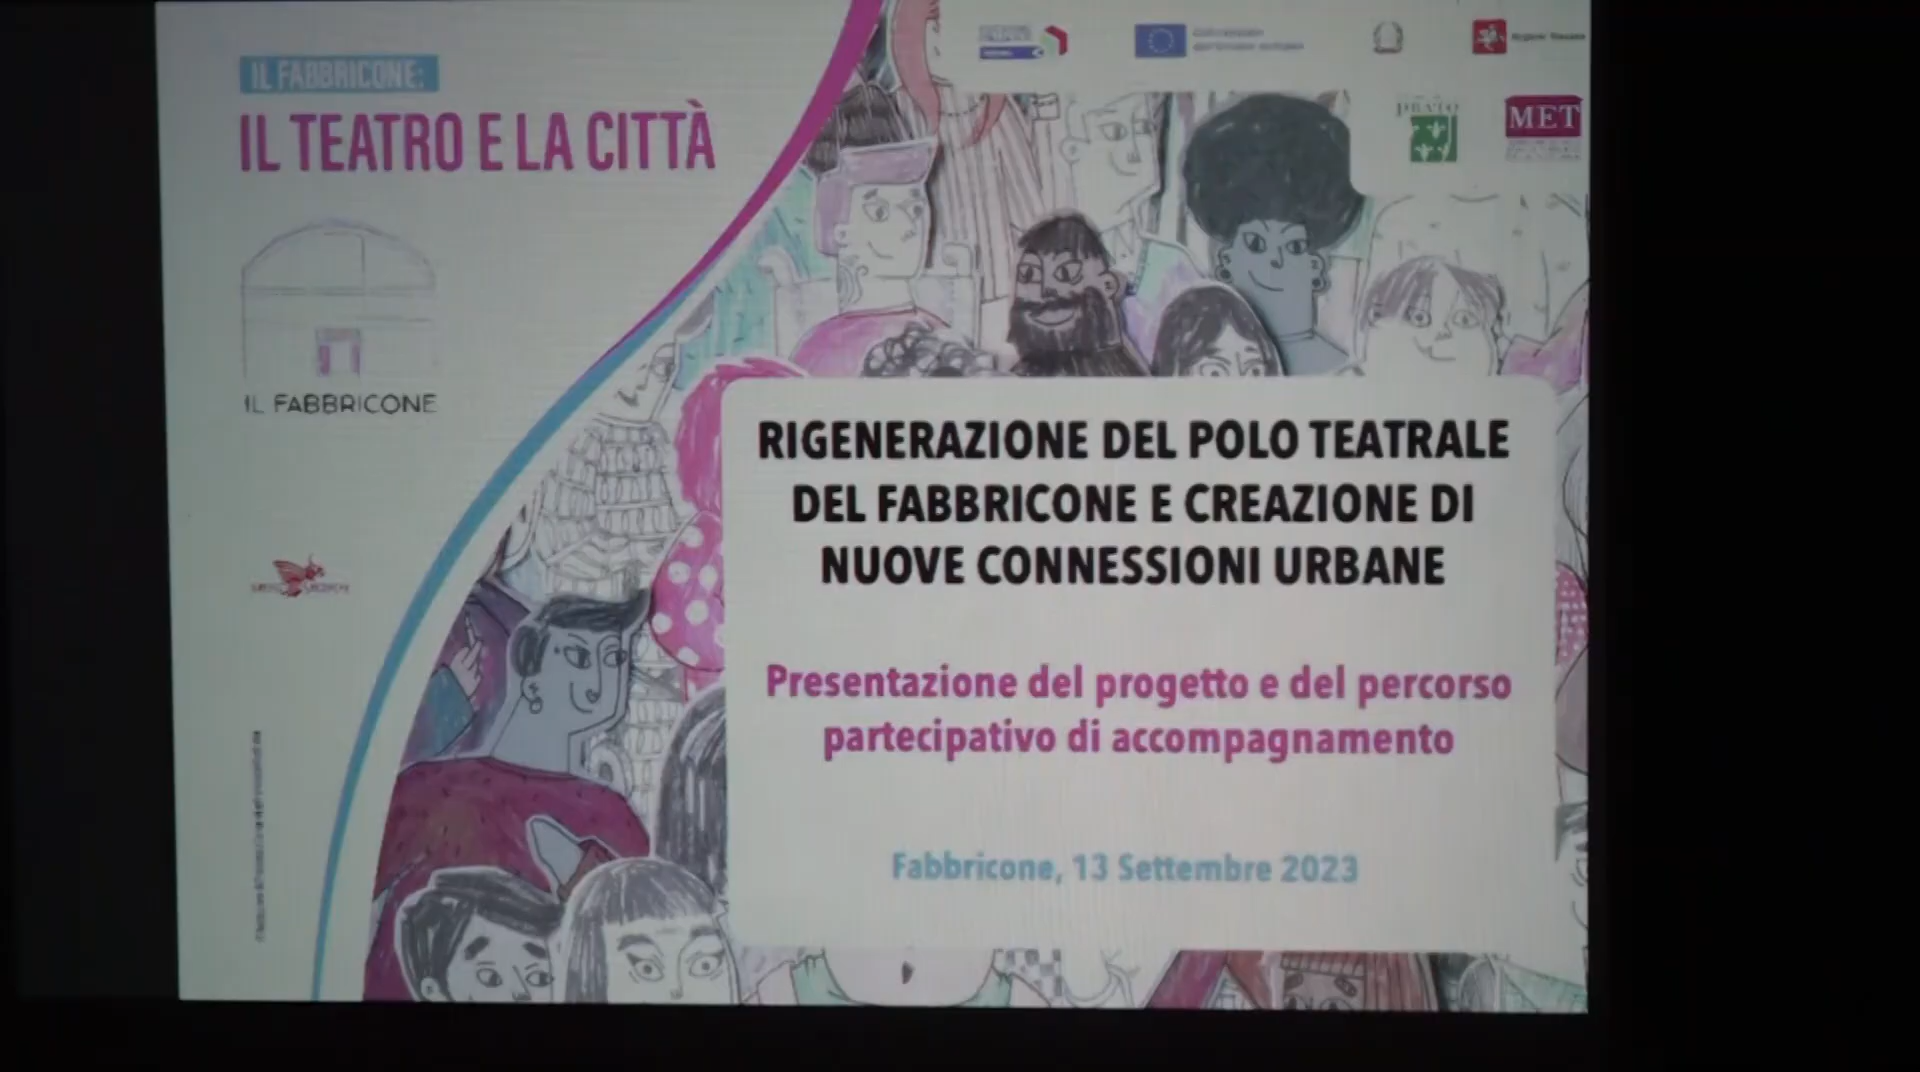 IL FABBRICONE:
IL TEATRO E LA CITTÀ
IL FABBRICONE
PRATO
MET
RIGENERAZIONE DEL POLO TEATRALE
DEL FABBRICONE E CREAZIONE DI
NUOVE CONNESSIONI URBANE
Presentazione del progetto e del percorso
partecipativo di accompagnamento
Fabbricone, 13 Settembre 2023